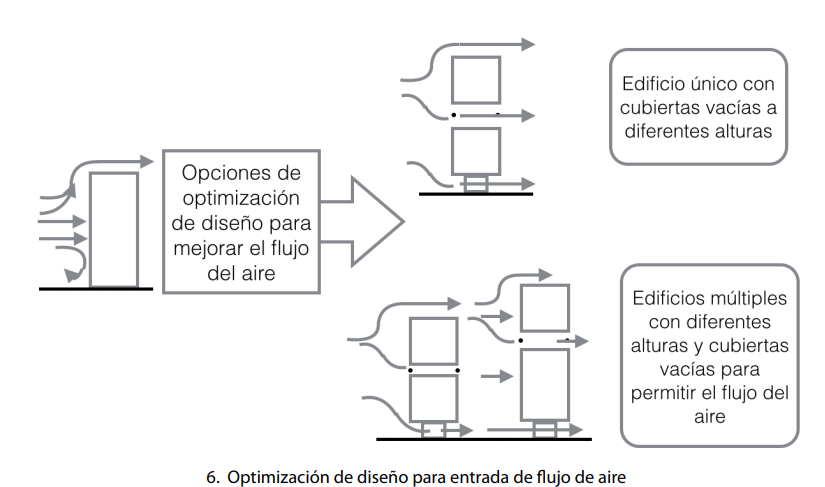 Edificio único con
cubiertas vacías a
diferentes alturas
Opciones de
optimización
de diseño para
mejorar el flujo
del aire
Edificios múltiples
con diferentes
alturas y cubiertas
vacías para
permitir el flujo del
aire
6. Optimización de diseño para entrada de flujo de aire